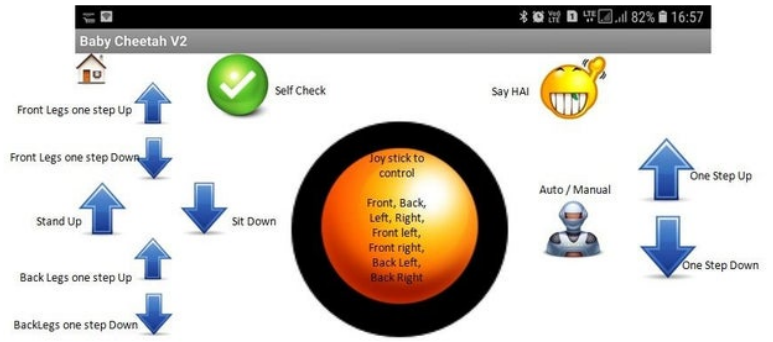 82% 16:57
Baby Cheetah V2
Self Check
Say HAI
Front Legs one step Up
Front Legs one step Down
Stand Up
Sit Down
Back Legs one step Up
BackLegs one step Down
Joy stick to
control
Front, Back,
Left, Right,
Front left,
Front right,
Back Left,
Back Right
Auto / Manual
One Step Up
One Step Down